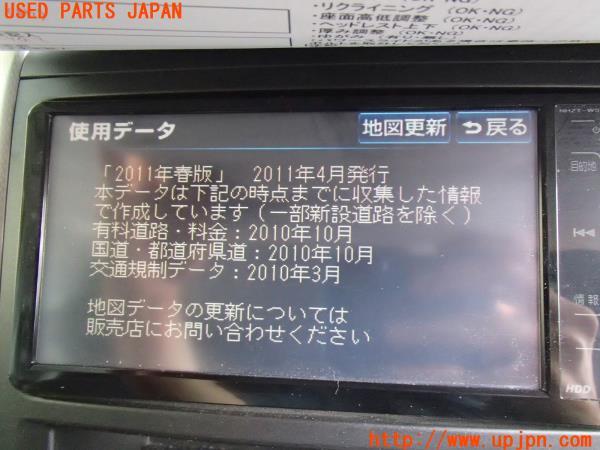 USED PARTS JAPAN
・リクライニング (OK・NG)
・座面高低調整 (OK・NG)
・ヘッドレスト上下 (OK・NG)
・厚み調整 (OK・NG)
使用データ
地図更新
戻る
「2011年春版」 2011年4月発行
本データは下記の時点までに収集した情報
で作成しています(一部新設道路を除く)
有料道路・料金:2010年10月
国道・都道府県道:2010年10月
交通規制データ:2010年3月
地図データの更新については
販売店にお問い合わせください
目的地
情報
HDD
http://www.upjpn.com/